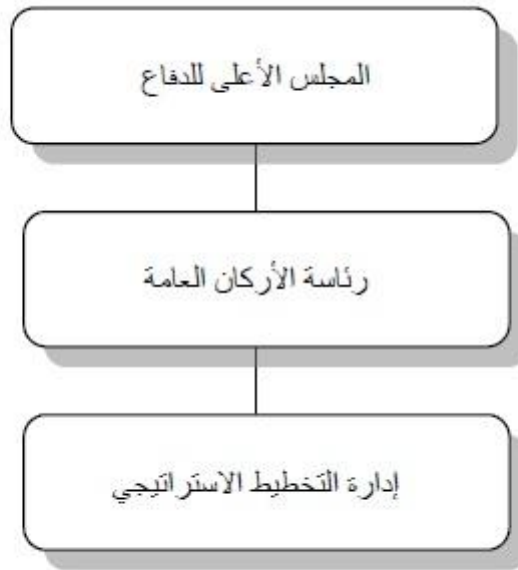 المجلس الأعلى للدفاع
رئاسة الأركان العامة
إدارة التخطيط الاستراتيجي